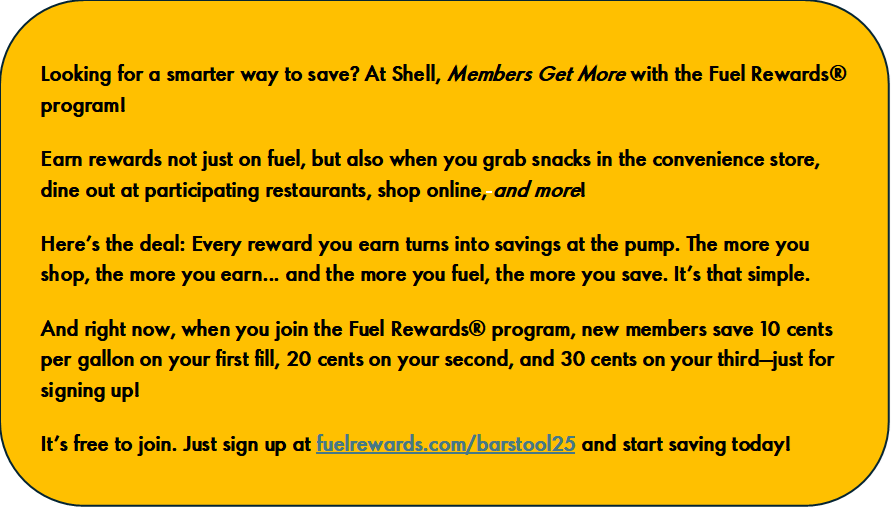 Looking for a smarter way to save? At Shell, Members Get More with the Fuel Rewards®
program!
Earn rewards not just on fuel, but also when you grab snacks in the convenience store,
dine out at participating restaurants, shop online, and more!
Here's the deal: Every reward you earn turns into savings at the pump. The more you
shop, the more you earn... and the more you fuel, the more you save. It's that simple.
And right now, when you join the Fuel Rewards® program, new members save 10 cents
per gallon on your first fill, 20 cents on your second, and 30 cents on your third—just for
signing up!
It's free to join. Just sign up at fuelrewards.com/barstool25 and start saving today!